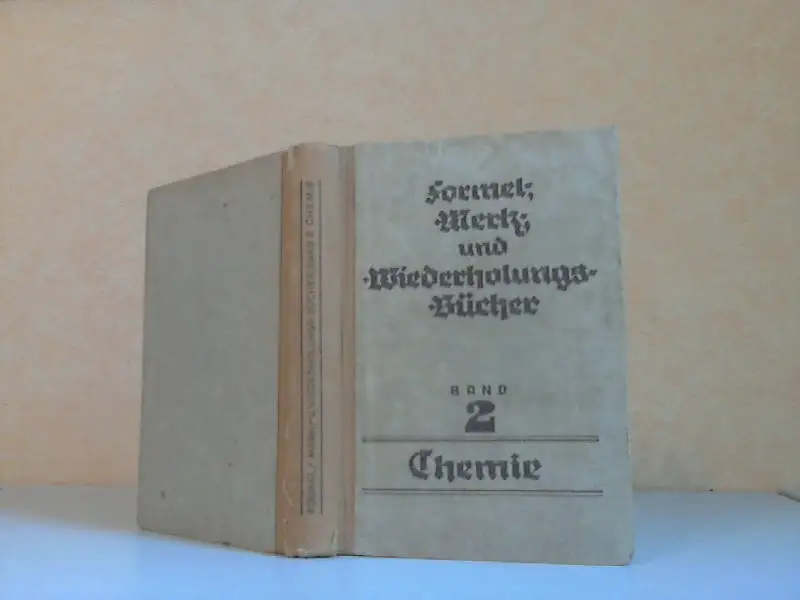 Formel-,
Merk-,
und
Wiederholungs-
Bücher
BAND
2
Chemie